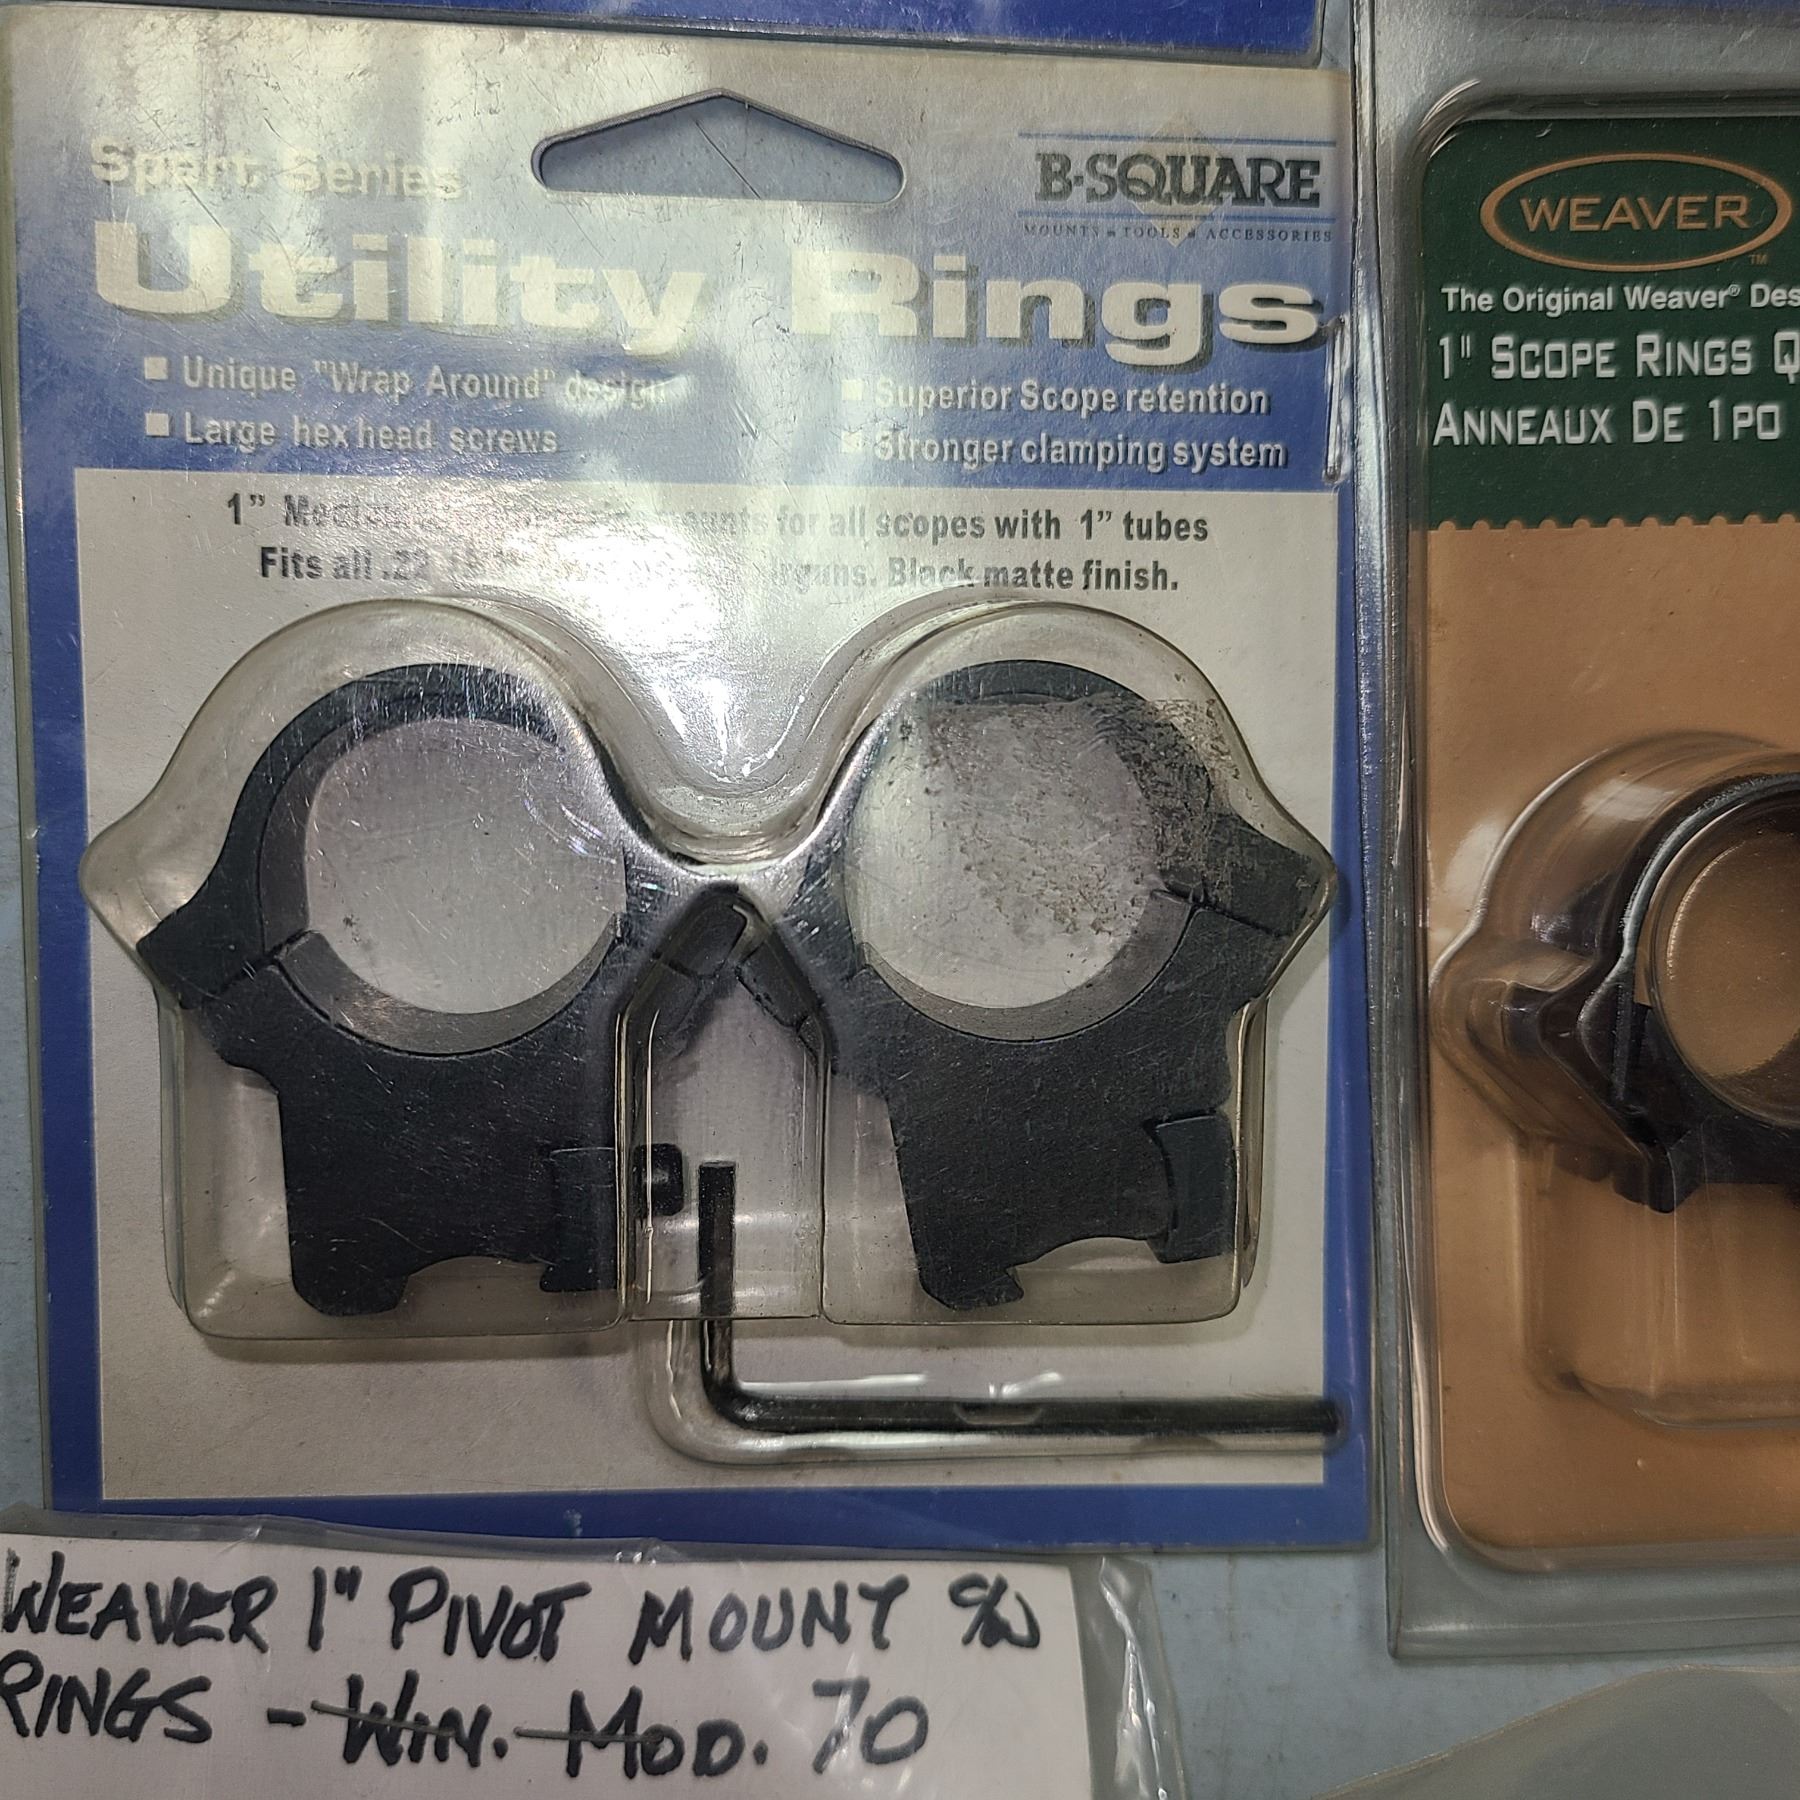 Sport Series
Utility Rings
B-SQUARE
MOUNTS TOOLS ACCESSORIES
Unique "Wrap Around" design
Large hex head screws
Superior Scope retention
Stronger clamping system
1" mounts for all scopes with 1" tubes
Fits all .22 Black matte finish.
WEAVER
TM
The Original Weaver®
1" SCOPE RINGS
ANNEAUX DE 1PO
WEAVER 1" PIVOT MOUNT
RINGS - WIN. MOD. 70